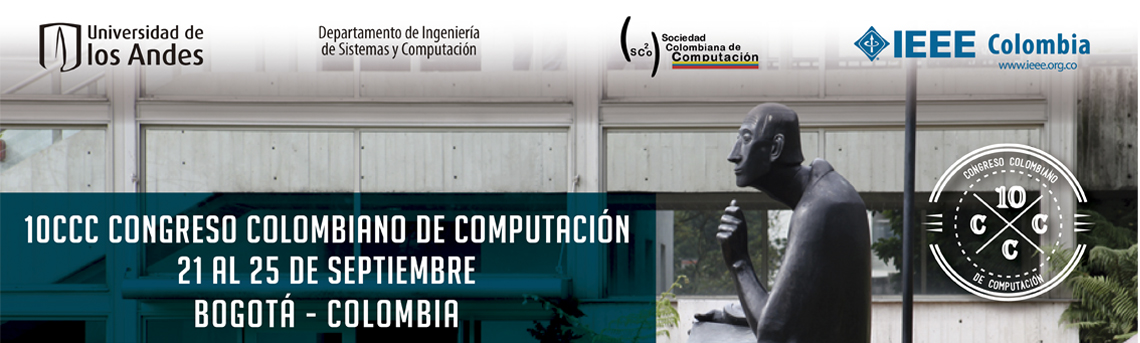 Universidad de
los Andes
Departamento de Ingeniería
de Sistemas y Computación
SC²o
Sociedad
Colombiana de
Computación
IEEE Colombia
www.ieee.org.co
10CCC CONGRESO COLOMBIANO DE COMPUTACIÓN
21 AL 25 DE SEPTIEMBRE
BOGOTÁ - COLOMBIA
CONGRESO COLOMBIANO
10
C C
C
DE COMPUTACIÓN